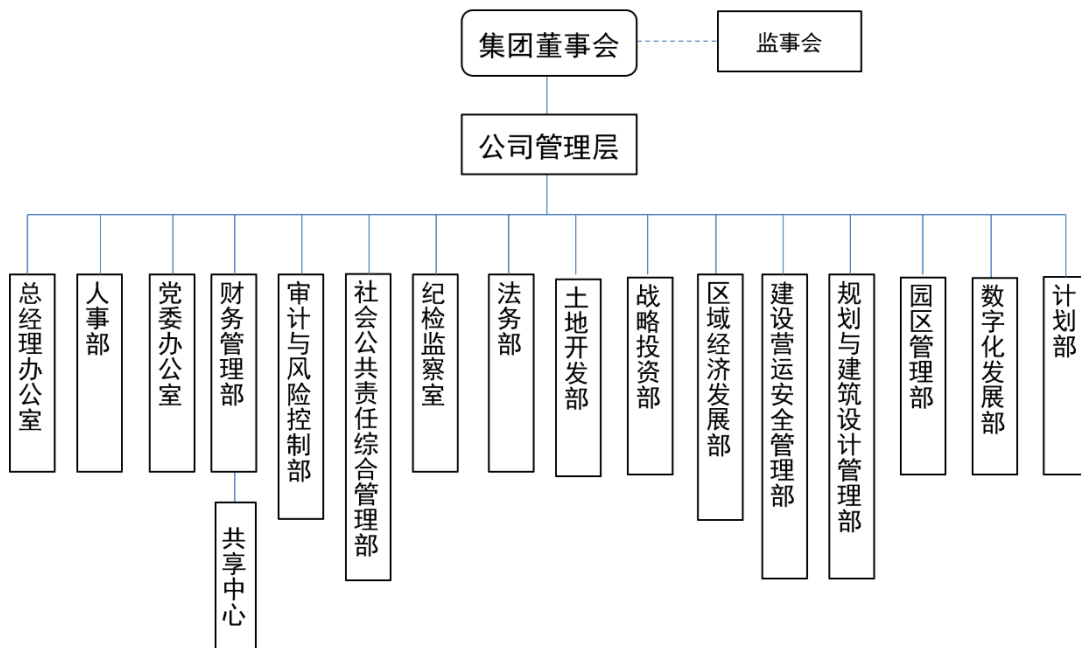 集团董事会
监事会
公司管理层
总经理办公室
人事部
党委办公室
财务管理部
审计与风险控制部
社会公共责任综合管理部
纪检监察室
法务部
土地开发部
战略投资部
区域经济发展部
建设营运安全管理部
规划与建筑设计管理部
园区管理部
数字化发展部
计划部
共享中心